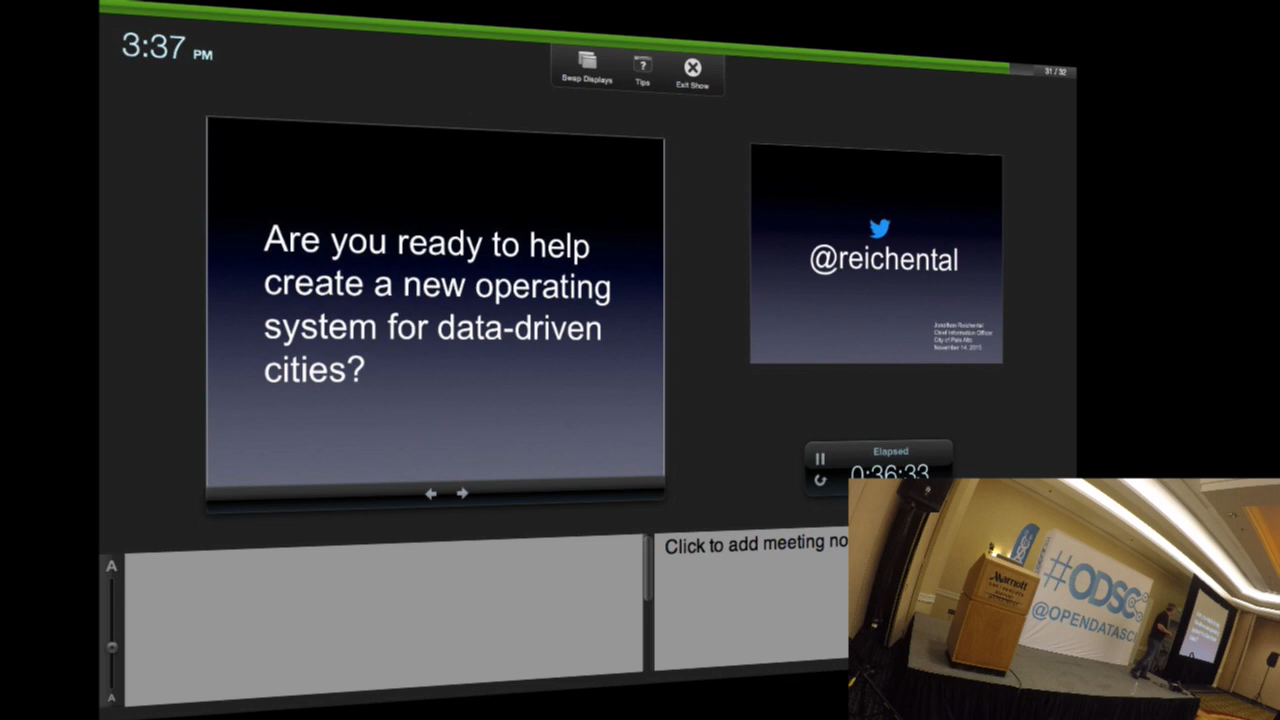 3:37 PM
Swap Displays
Tips
Exit Show
31 / 32
Are you ready to help
create a new operating
system for data-driven
cities?
@reichental
Jonathan Reichental
Chief Information Officer
City of Palo Alto
November 14, 2015
Elapsed
0:36:33
A
A
Click to add meeting no
Marriott
#ODSC
@OPENDATASCI